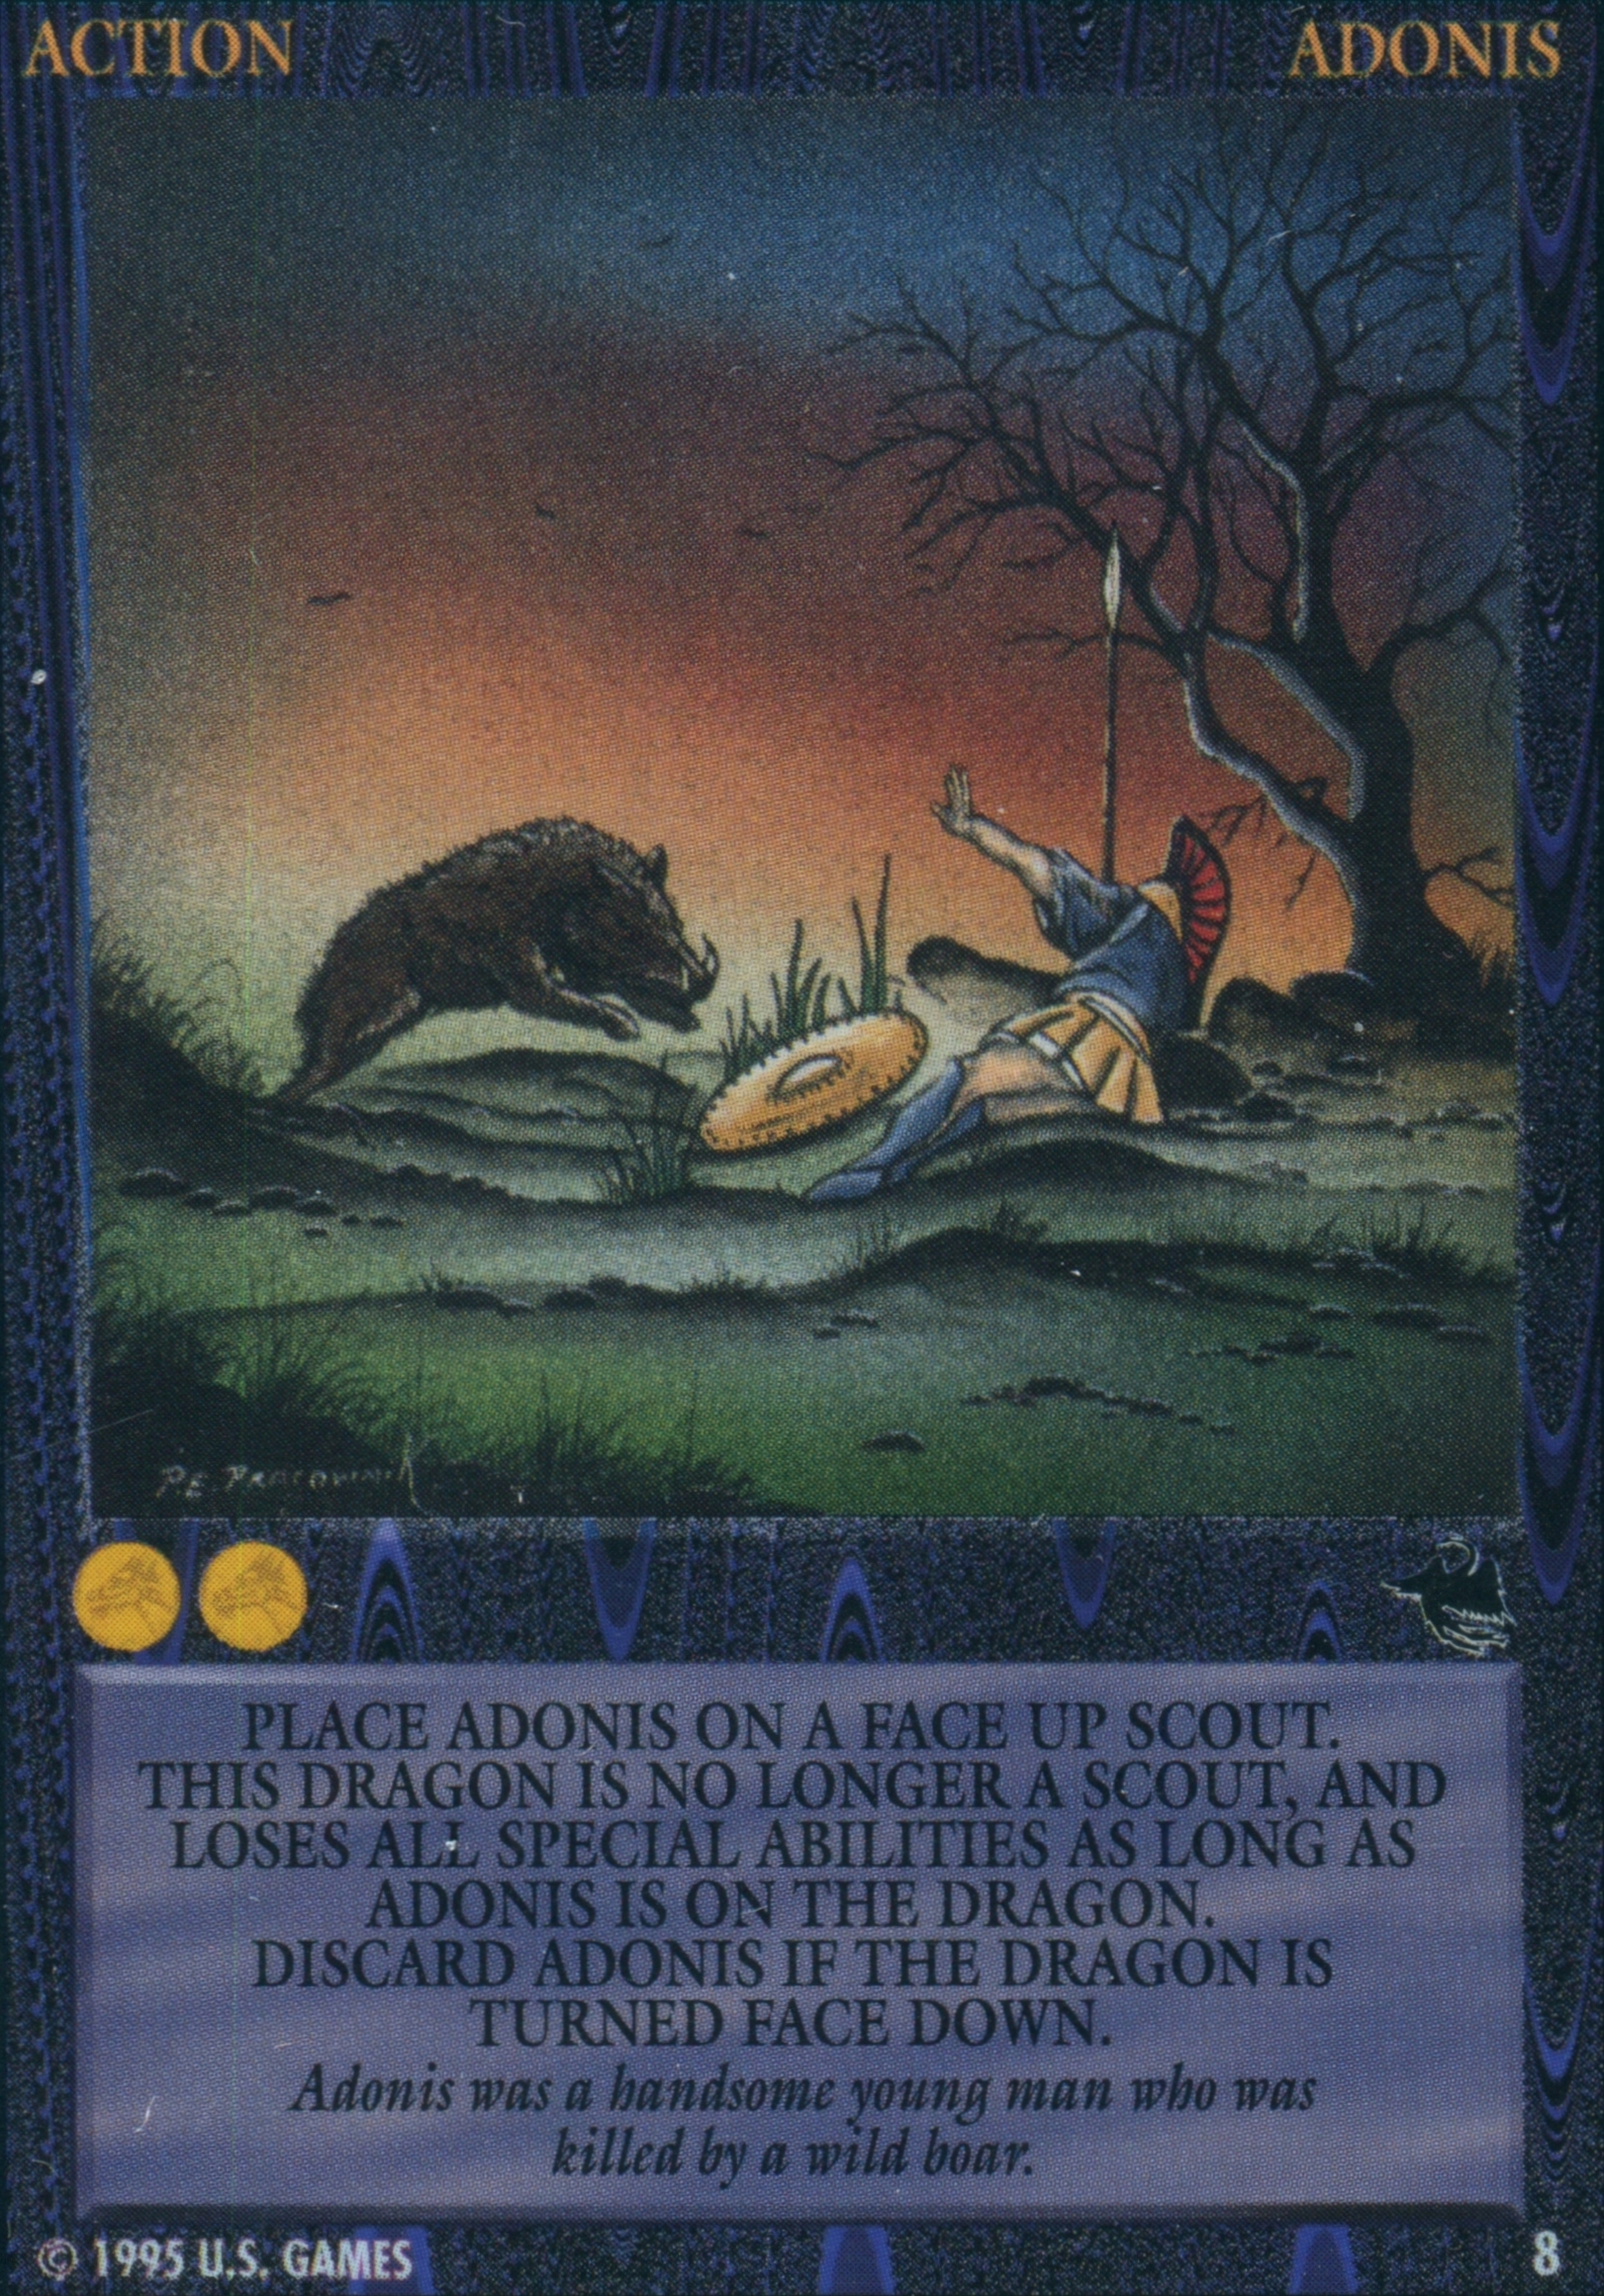 ACTION
ADONIS
PLACE ADONIS ON A FACE UP SCOUT.
THIS DRAGON IS NO LONGER A SCOUT, AND
LOSES ALL SPECIAL ABILITIES AS LONG AS
ADONIS IS ON THE DRAGON.
DISCARD ADONIS IF THE DRAGON IS
TURNED FACE DOWN.
Adonis was a handsome young man who was
killed by a wild boar.
© 1995 U.S. GAMES
8